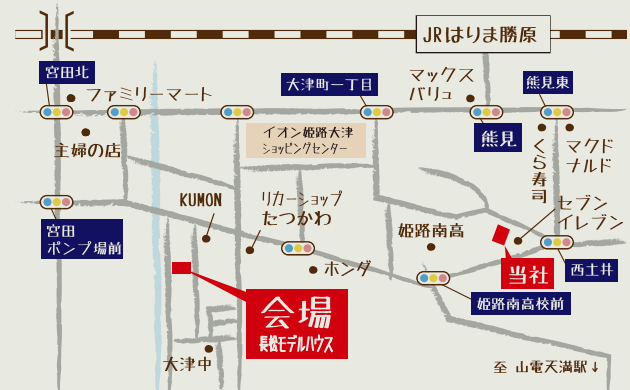 JRはりま勝原
宮田北
ファミリーマート
大津町一丁目
マックス
バリュ
熊見東
主婦の店
イオン姫路大津
ショッピングセンター
熊見
くら寿司
マクド
ナルド
KUMON
リカーショップ
たつかわ
セブン
イレブン
宮田
ポンプ場前
姫路南高
ホンダ
当社
西土井
会場
長松モデルハウス
姫路南高校前
大津中
至 山電天満駅↓